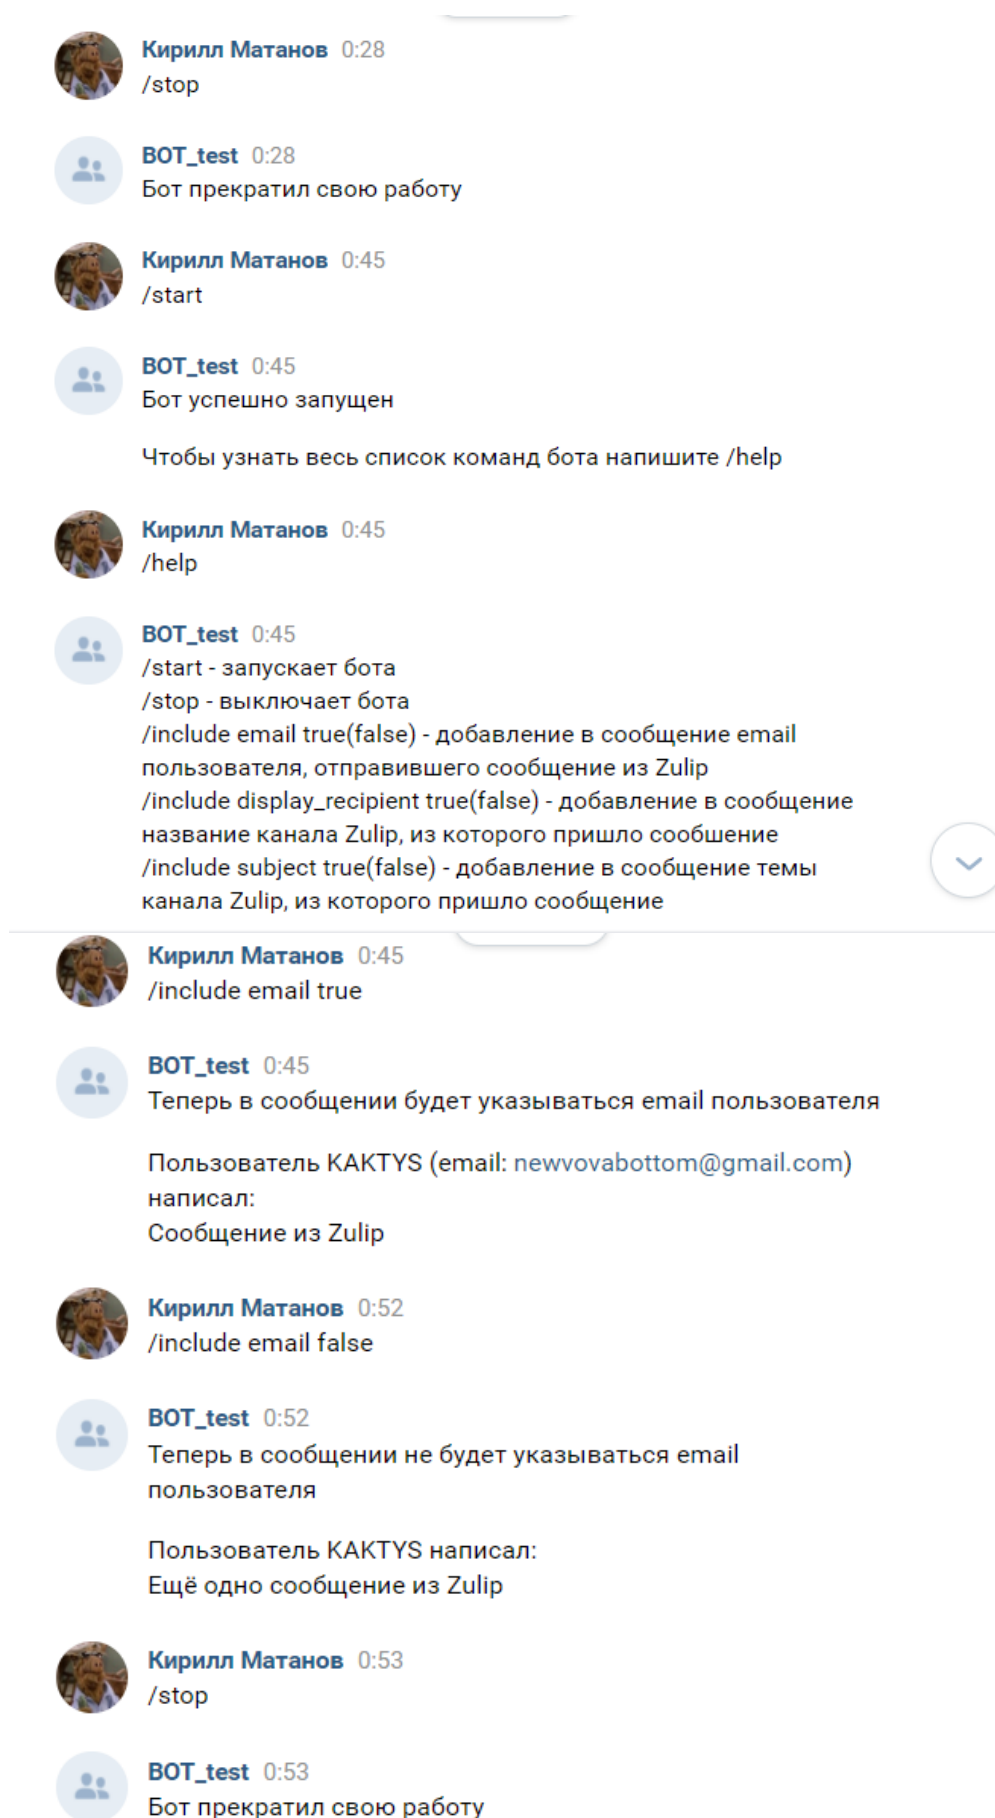 Кирилл Матанов 0:28
/stop
BOT_test 0:28
Бот прекратил свою работу
Кирилл Матанов 0:45
/start
BOT_test 0:45
Бот успешно запущен
Чтобы узнать весь список команд бота напишите /help
Кирилл Матанов 0:45
/help
BOT_test 0:45
/start - запускает бота
/stop - выключает бота
/include email true(false) - добавление в сообщение email
пользователя, отправившего сообщение из Zulip
/include display_recipient true(false) - добавление в сообщение
название канала Zulip, из которого пришло сообшение
/include subject true(false) - добавление в сообщение темы
канала Zulip, из которого пришло сообщение
Кирилл Матанов 0:45
/include email true
BOT_test 0:45
Теперь в сообщении будет указываться email пользователя
Пользователь KAKTYS (email: newvovabottom@gmail.com)
написал:
Сообщение из Zulip
Кирилл Матанов 0:52
/include email false
BOT_test 0:52
Теперь в сообщении не будет указываться email
пользователя
Пользователь KAKTYS написал:
Ещё одно сообщение из Zulip
Кирилл Матанов 0:53
/stop
BOT_test 0:53
Бот прекратил свою работу